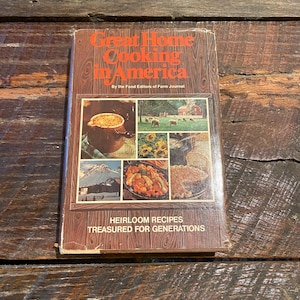 Great Home
Cooking
in America
By the Food Editors of Farm Journal
HEIRLOOM RECIPES
TREASURED FOR GENERATIONS